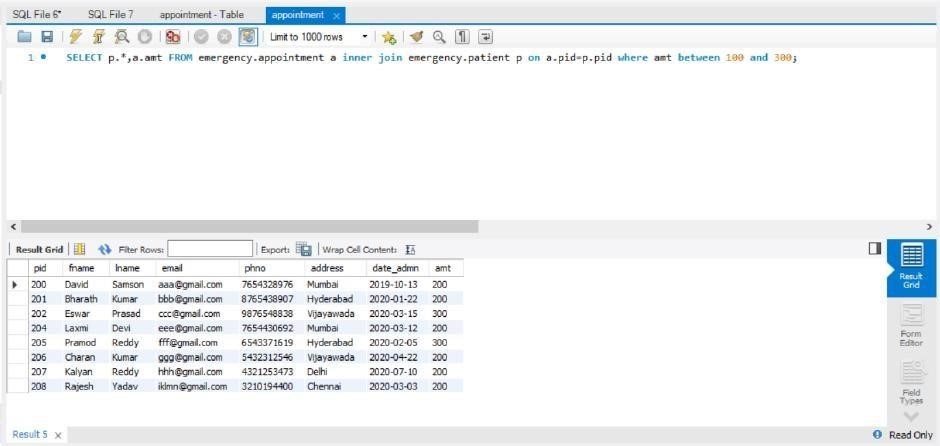 SQL File 6* SQL File 7 appointment - Table appointment ×
Limit to 1000 rows
1 SELECT p.*,a.amt FROM emergency.appointment a inner join emergency.patient p on a.pid=p.pid where amt between 100 and 300;
Result Grid Filter Rows: Export: Wrap Cell Content:
pid fname lname email phno address date_admn amt
200 David Samson aaa@gmail.com 7654328976 Mumbai 2019-10-13 200
201 Bharath Kumar bbb@gmail.com 8765438907 Hyderabad 2020-01-22 200
202 Eswar Prasad ccc@gmail.com 9876548838 Vijayawada 2020-03-15 300
204 Laxmi Devi eee@gmail.com 7654430692 Mumbai 2020-03-12 200
205 Pramod Reddy fff@gmail.com 6543371619 Hyderabad 2020-02-05 300
206 Charan Kumar ggg@gmail.com 5432312546 Vijayawada 2020-04-22 200
207 Kalyan Reddy hhh@gmail.com 4321253473 Delhi 2020-07-10 200
208 Rajesh Yadav iklmn@gmail.com 3210194400 Chennai 2020-03-03 200
Result
Grid
Form
Editor
Field
Types
Result 5 × Read Only